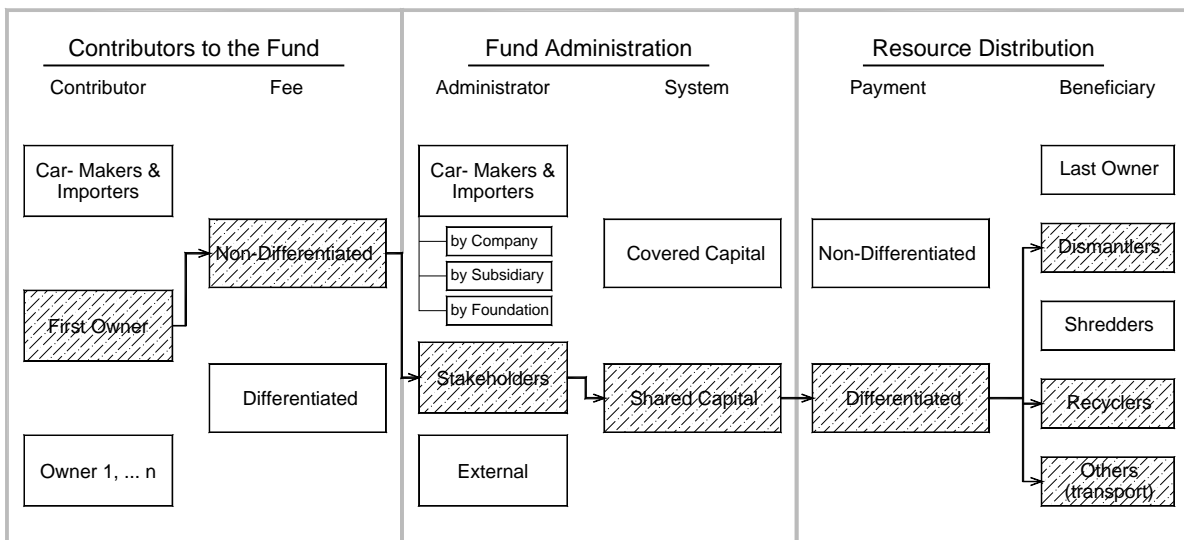 Contributors to the Fund
Contributor
Fee
Car- Makers &
Importers
Non-Differentiated
First Owner
Differentiated
Owner 1, ... n
Fund Administration
Administrator
System
Car- Makers &
Importers
by Company
by Subsidiary
by Foundation
Covered Capital
Stakeholders
Shared Capital
External
Resource Distribution
Payment
Beneficiary
Last Owner
Non-Differentiated
Dismantlers
Shredders
Differentiated
Recyclers
Others
(transport)